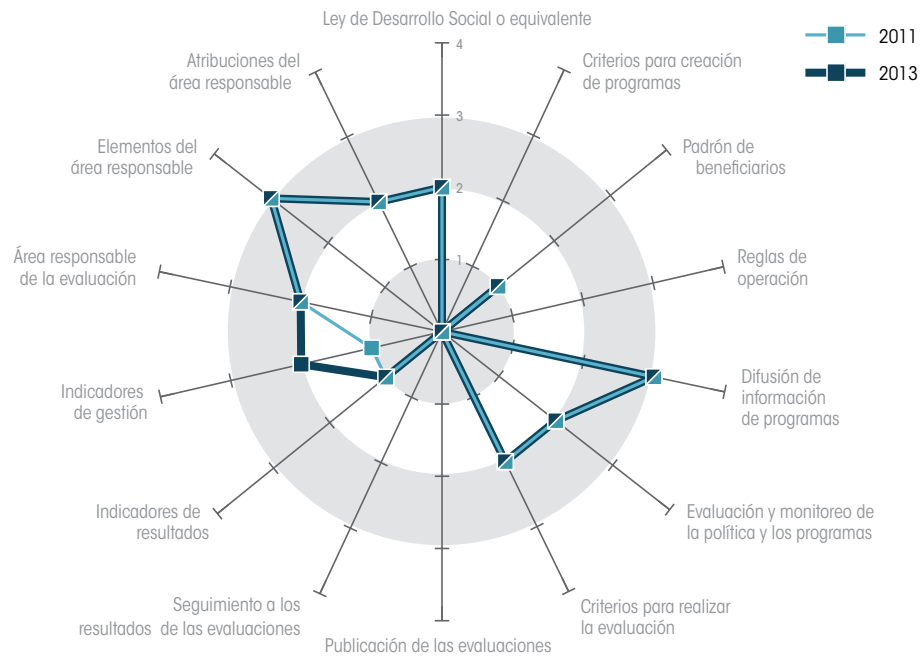 Ley de Desarrollo Social o equivalente
2011
2013
4
3
2
1
Criterios para creación
de programas
Padrón de
beneficiarios
Reglas de
operación
Difusión de
información
de programas
Evaluación y monitoreo de
la política y los programas
Criterios para realizar
la evaluación
Publicación de las evaluaciones
Seguimiento a los
resultados de las evaluaciones
Indicadores de
resultados
Indicadores
de gestión
Área responsable
de la evaluación
Elementos del
área responsable
Atribuciones del
área responsable